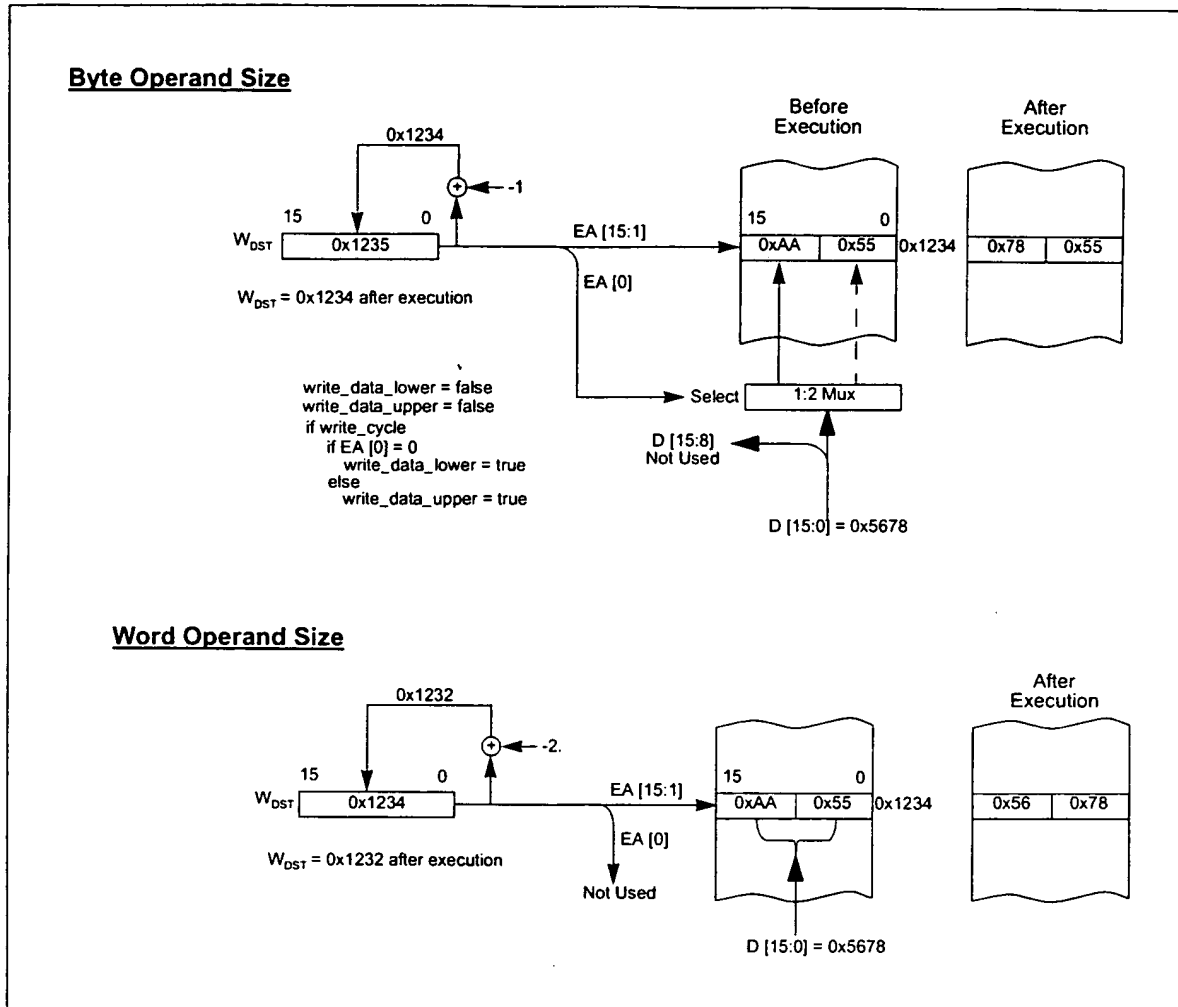 Byte Operand Size
Before
Execution
After
Execution
0x1234
-1
15 0
W_DST 0x1235
EA [15:1]
EA [0]
15 0
0xAA 0x55 0x1234
0x78 0x55
W_DST = 0x1234 after execution
write_data_lower = false
write_data_upper = false
if write_cycle
if EA [0} = 0
write_data_lower = true
else
write_data_upper = true
Select 1:2 Mux
D [15:8]
Not Used
D [15:0] = 0x5678
Word Operand Size
After
Execution
0x1232
-2.
15 0
W_DST 0x1234
EA [15:1]
EA [0]
15 0
0xAA 0x55 0x1234
0x56 0x78
W_DST = 0x1232 after execution
Not Used
D [15:0] = 0x5678